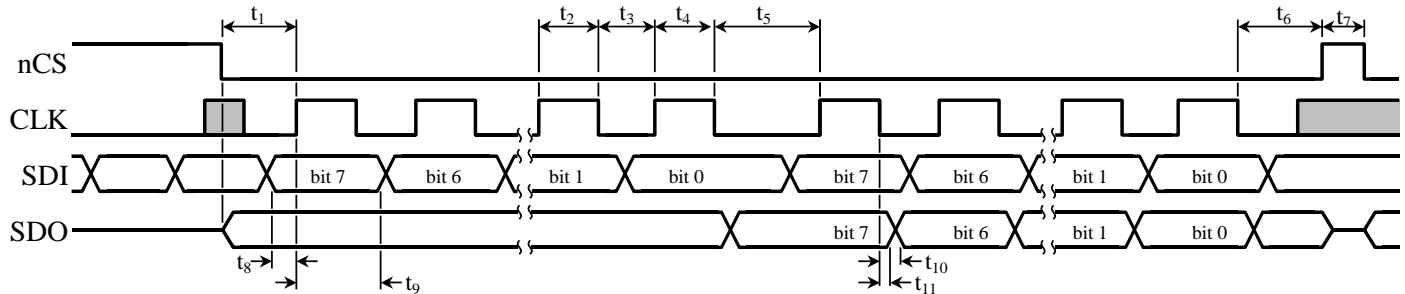 t1 t2 t3 t4 t5 t6 t7
nCS
CLK
SDI bit 7 bit 6 bit 1 bit 0 bit 7 bit 6 bit 1 bit 0
SDO bit 7 bit 6 bit 1 bit 0
t8 t9 t10 t11